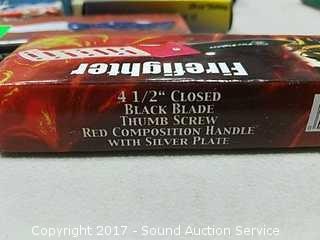 Firefighter
4 1/2" CLOSED
BLACK BLADE
THUMB SCREW
RED COMPOSITION HANDLE
WITH SILVER PLATE
Copyright 2017 - Sound Auction Service